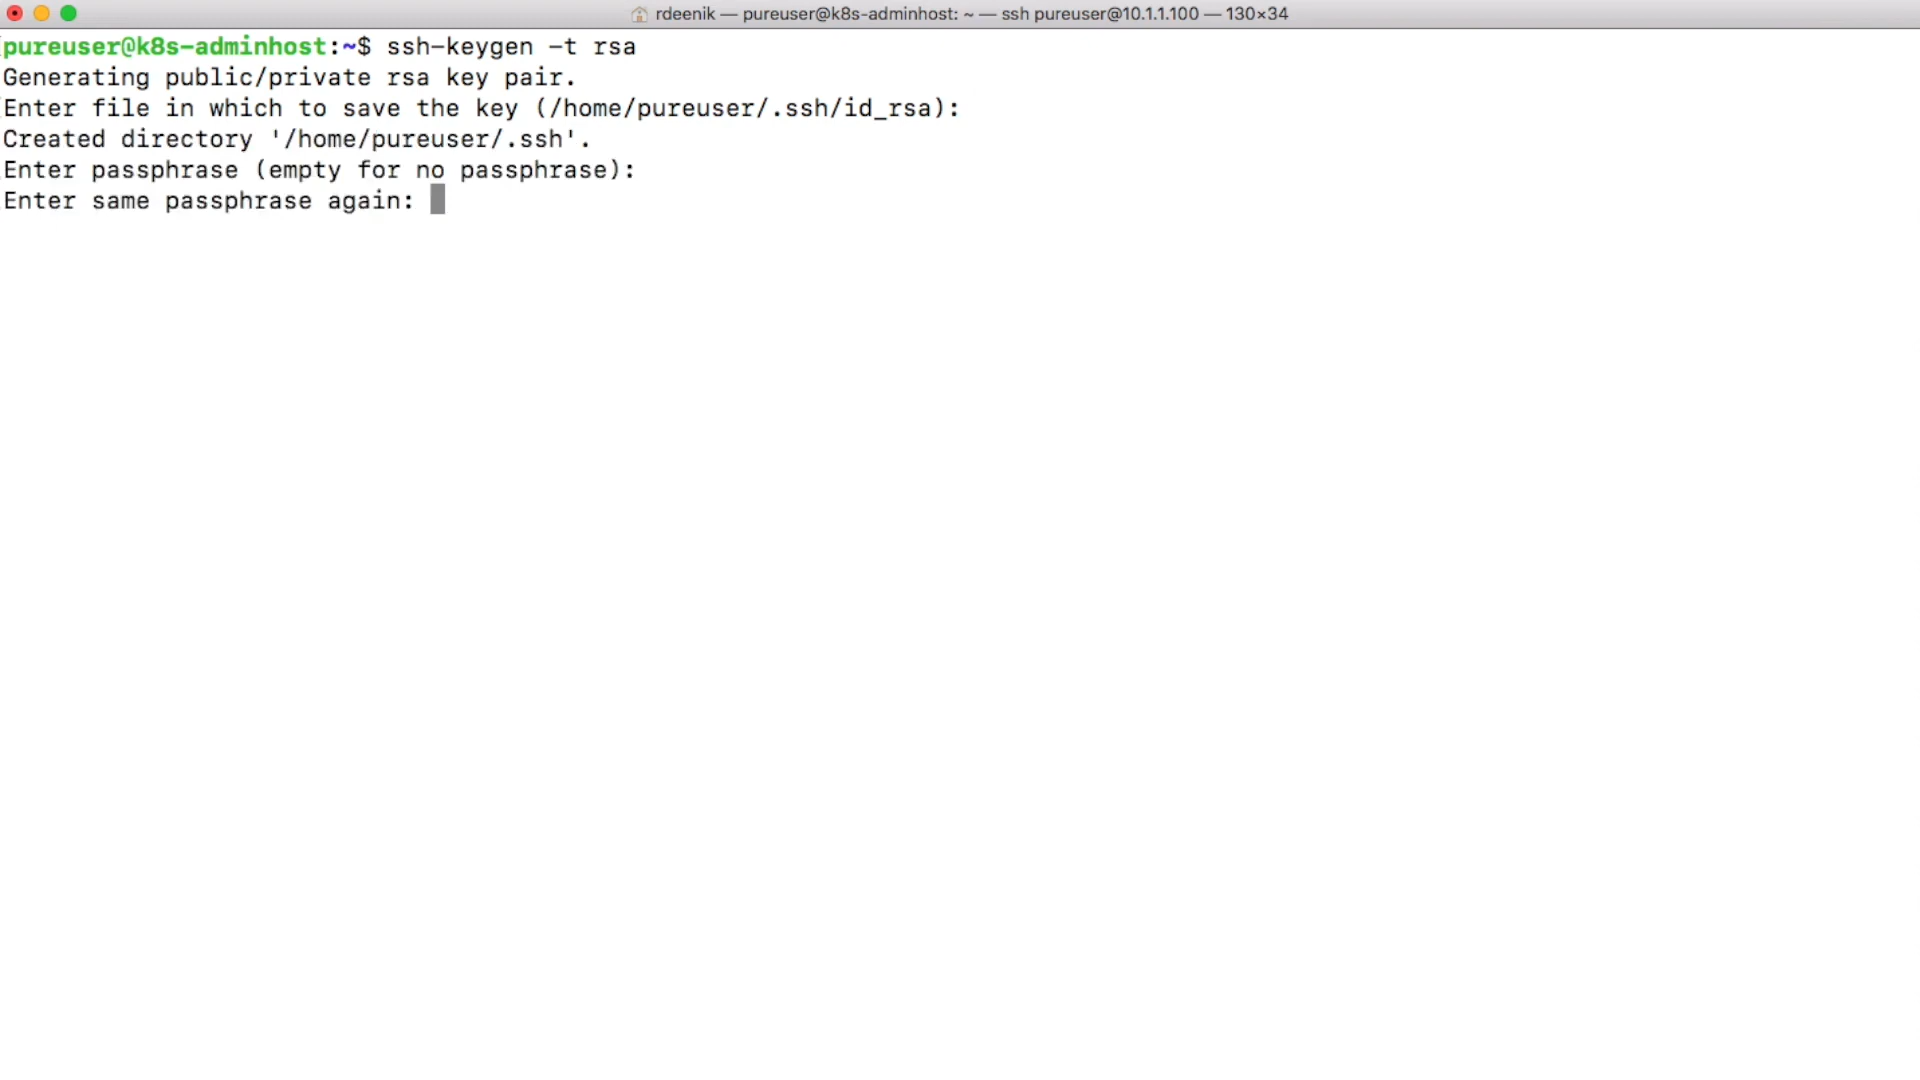 rdeenik — pureuser@k8s-adminhost: ~ — ssh pureuser@10.1.1.100 — 130×34
pureuser@k8s-adminhost:~$ ssh-keygen -t rsa
Generating public/private rsa key pair.
Enter file in which to save the key (/home/pureuser/.ssh/id_rsa):
Created directory '/home/pureuser/.ssh'.
Enter passphrase (empty for no passphrase):
Enter same passphrase again: